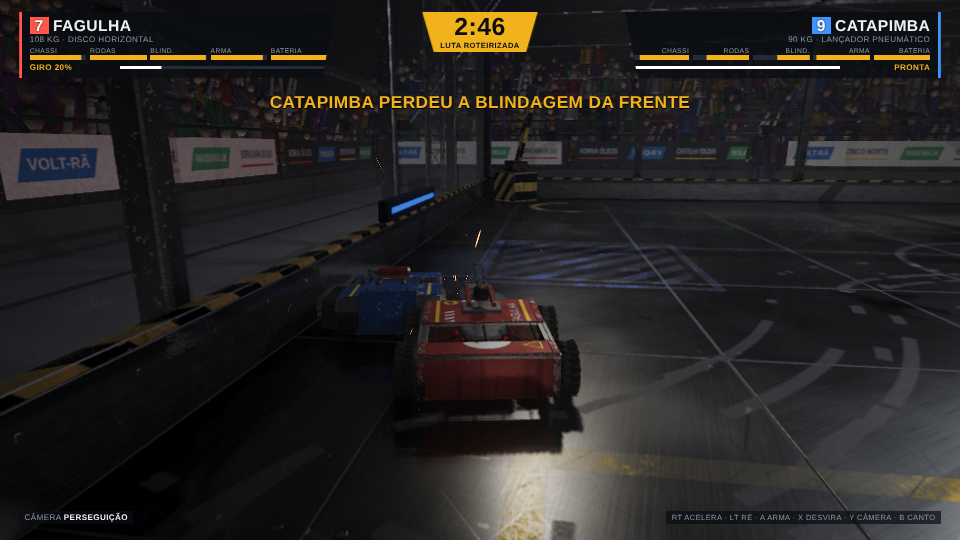 7 FAGULHA
108 KG · DISCO HORIZONTAL
CHASSI RODAS BLIND. ARMA BATERIA
GIRO 20%
2:46
LUTA ROTEIRIZADA
9 CATAPIMBA
90 KG · LANÇADOR PNEUMÁTICO
CHASSI RODAS BLIND. ARMA BATERIA
PRONTA
CATAPIMBA PERDEU A BLINDAGEM DA FRENTE
VOLT-RÃ
ZINCO NORTE
CÂMERA PERSEGUIÇÃO
RT ACELERA · LT RÉ · A ARMA · X DESVIRA · Y CÂMERA · B CANTO